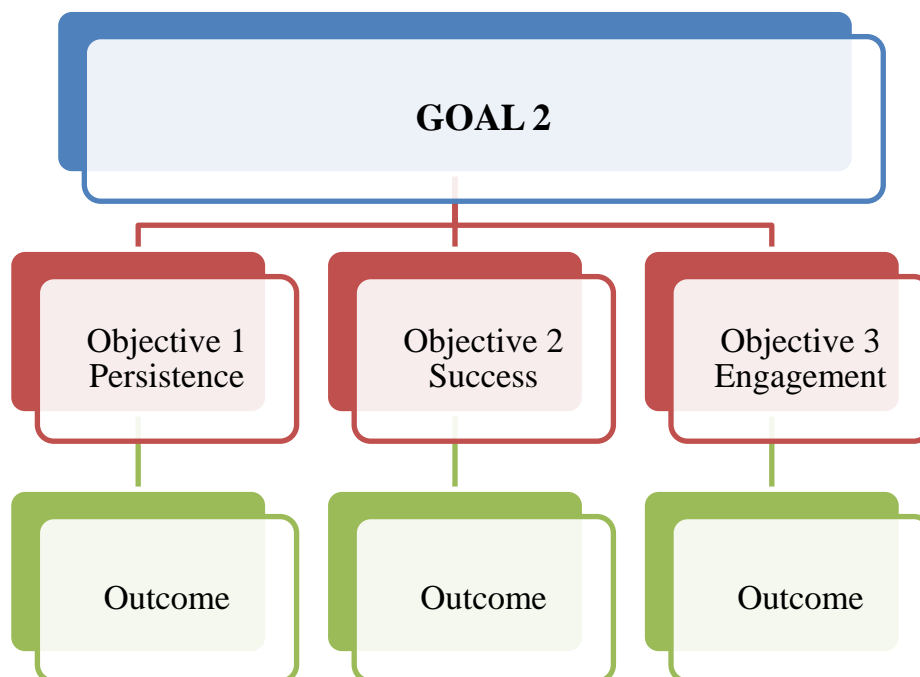 GOAL 2
Objective 1
Persistence
Objective 2
Success
Objective 3
Engagement
Outcome
Outcome
Outcome